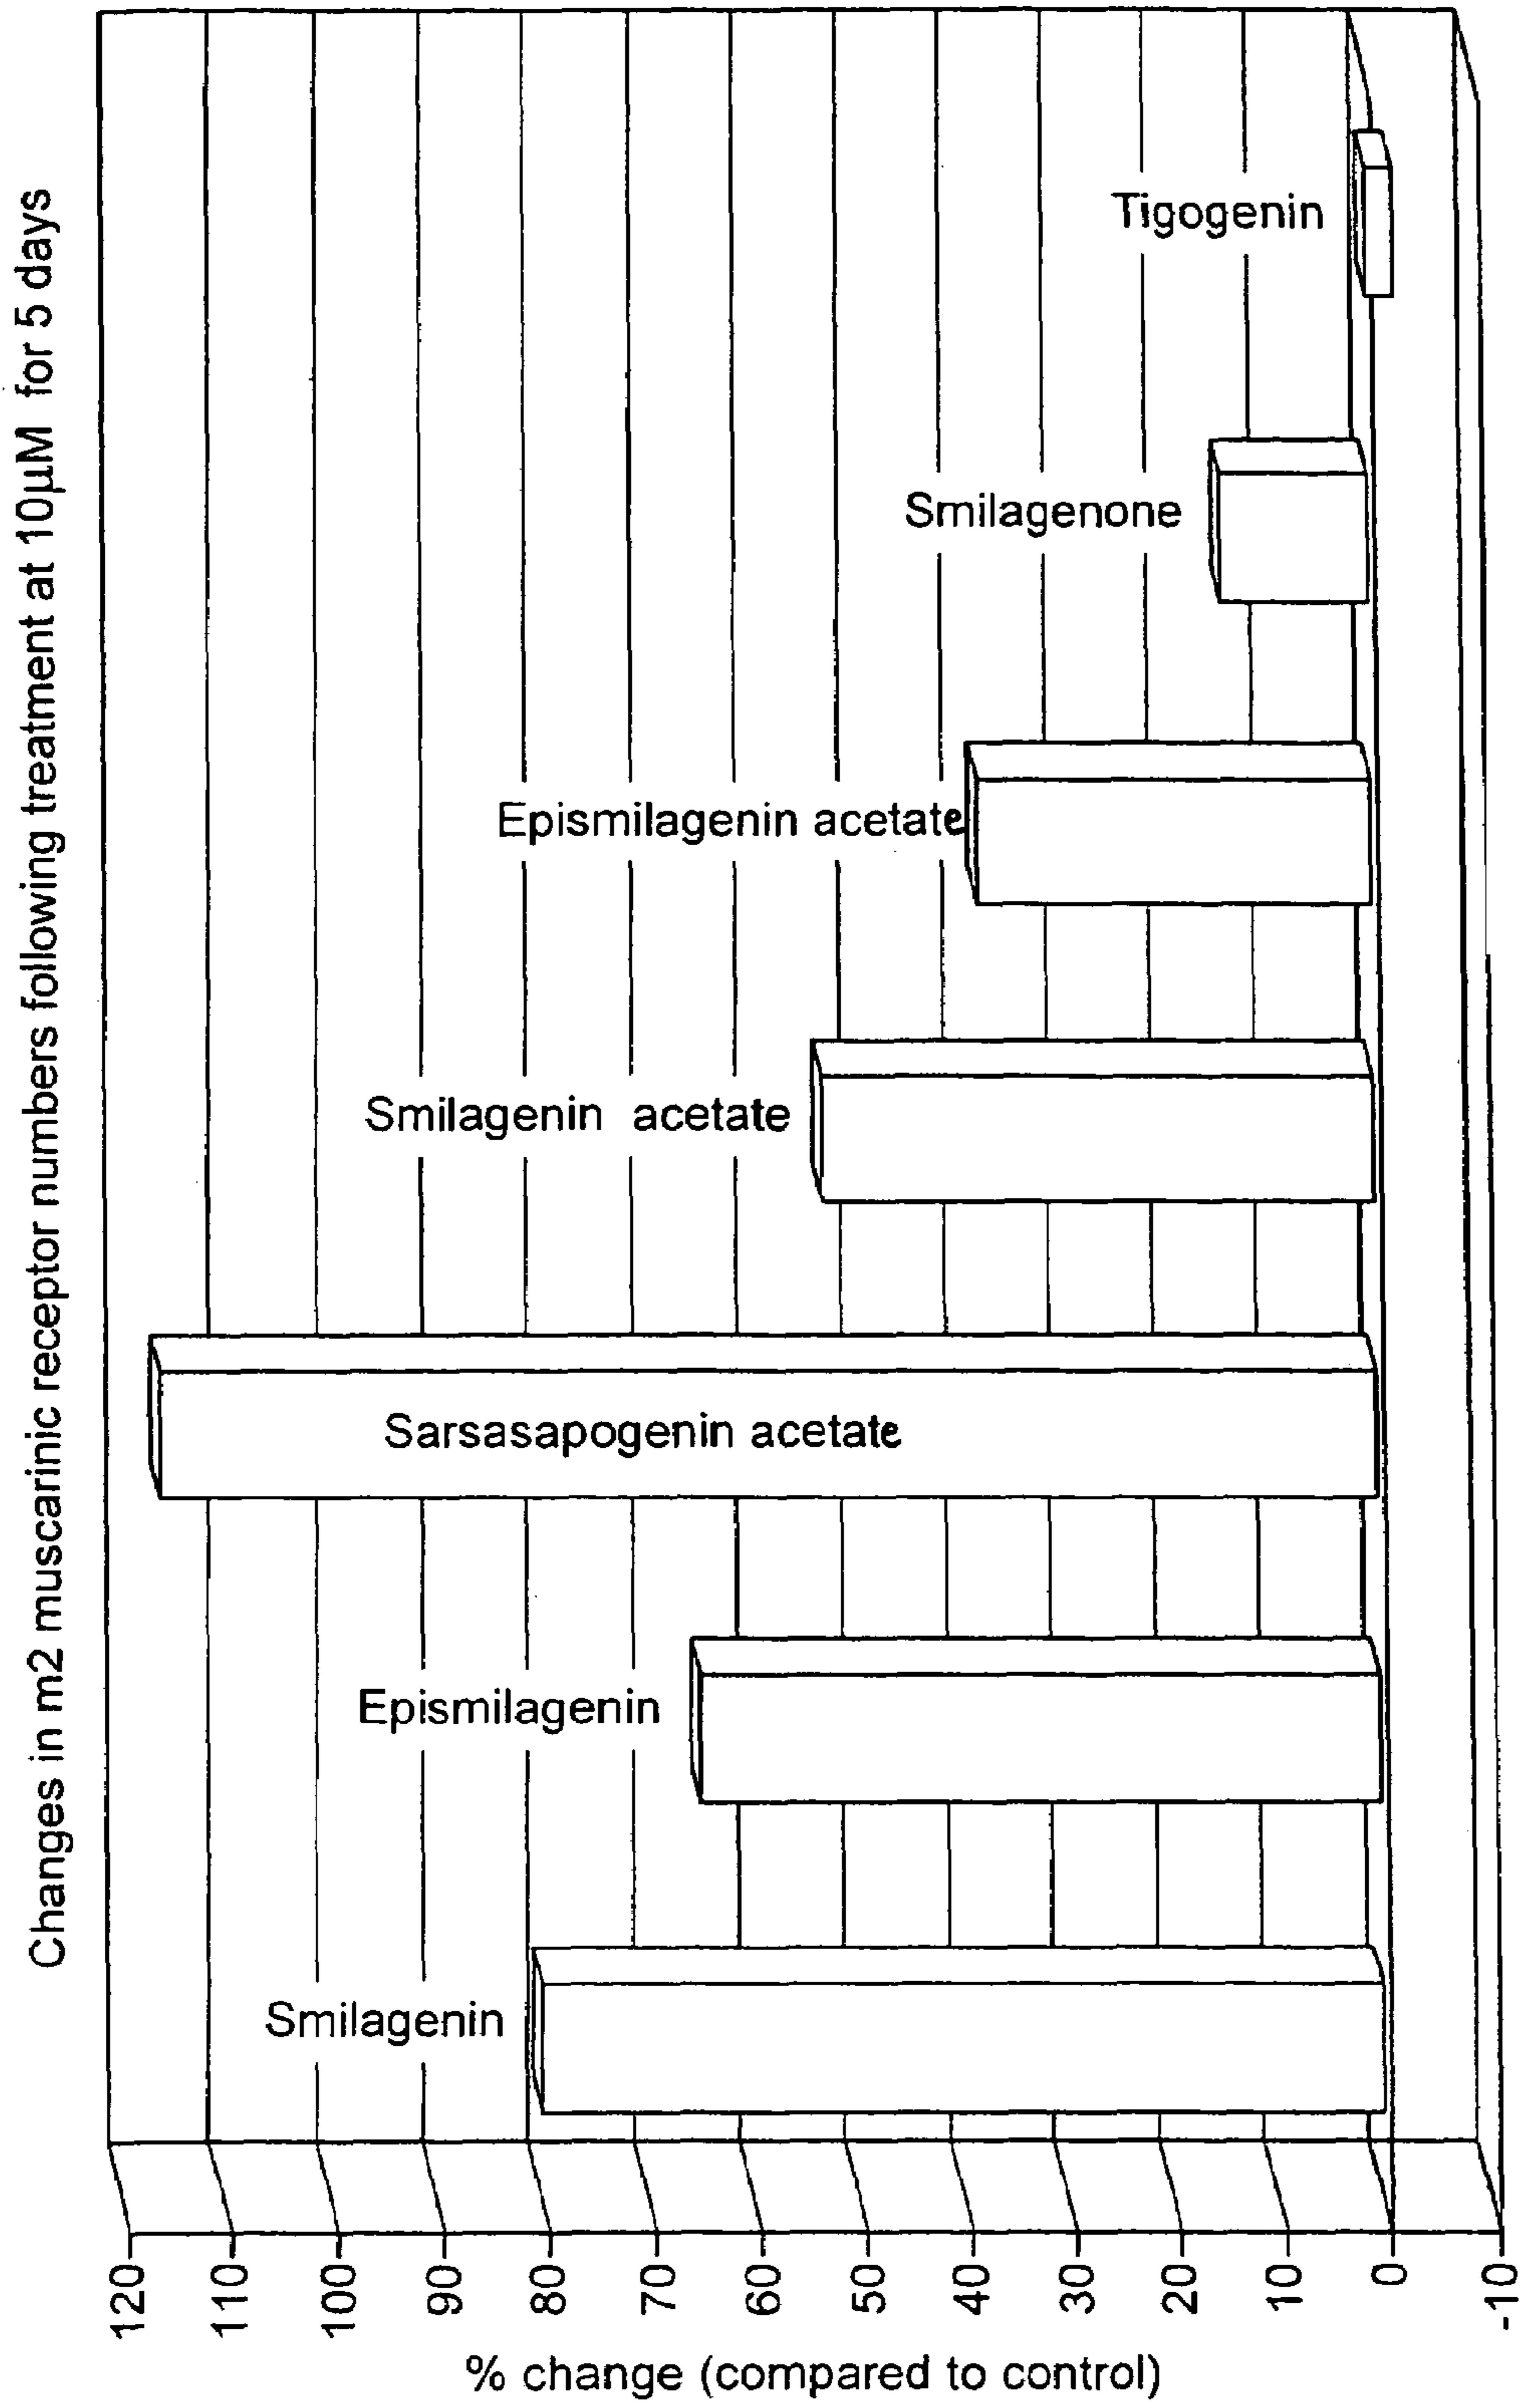 Changes in m2 muscarinic receptor numbers following treatment at 10µM for 5 days
% change (compared to control)
120
110
100
90
80
70
60
50
40
30
20
10
0
-10
Smilagenin
Epismilagenin
Sarsasapogenin acetate
Smilagenin acetate
Epismilagenin acetate
Smilagenone
Tigogenin